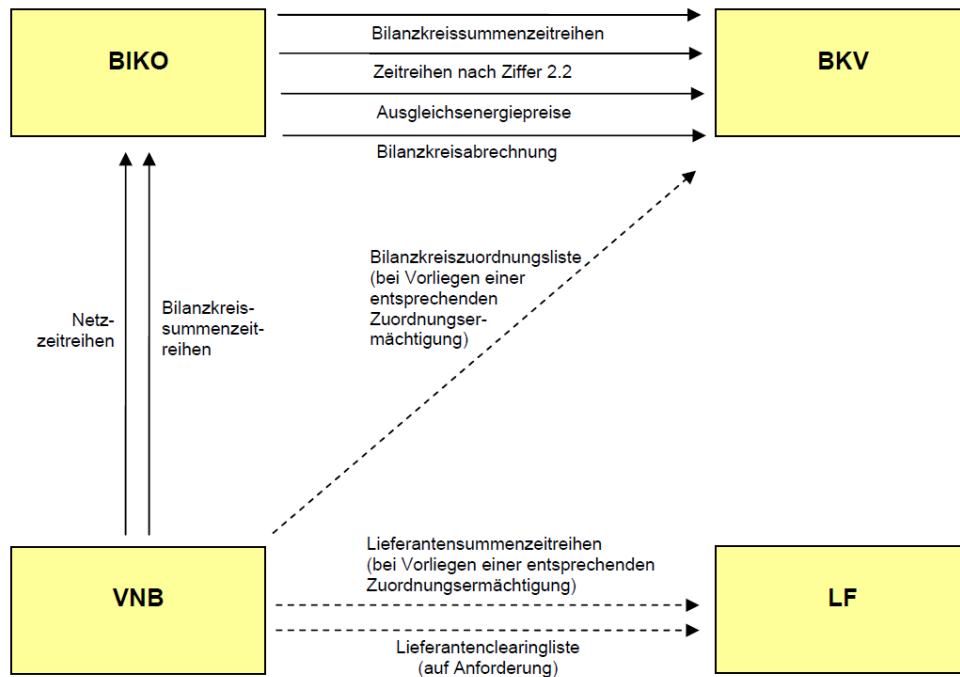 BIKO
Bilanzkreissummenzeitreihen
Zeitreihen nach Ziffer 2.2
Ausgleichsenergiepreise
Bilanzkreisabrechnung
BKV
Netz-
zeitreihen
Bilanzkreis-
summenzeit-
reihen
Bilanzkreiszuordnungsliste
(bei Vorliegen einer
entsprechenden
Zuordnungser-
mächtigung)
VNB
Lieferantensummenzeitreihen
(bei Vorliegen einer entsprechenden
Zuordnungsermächtigung)
Lieferantenclearingliste
(auf Anforderung)
LF